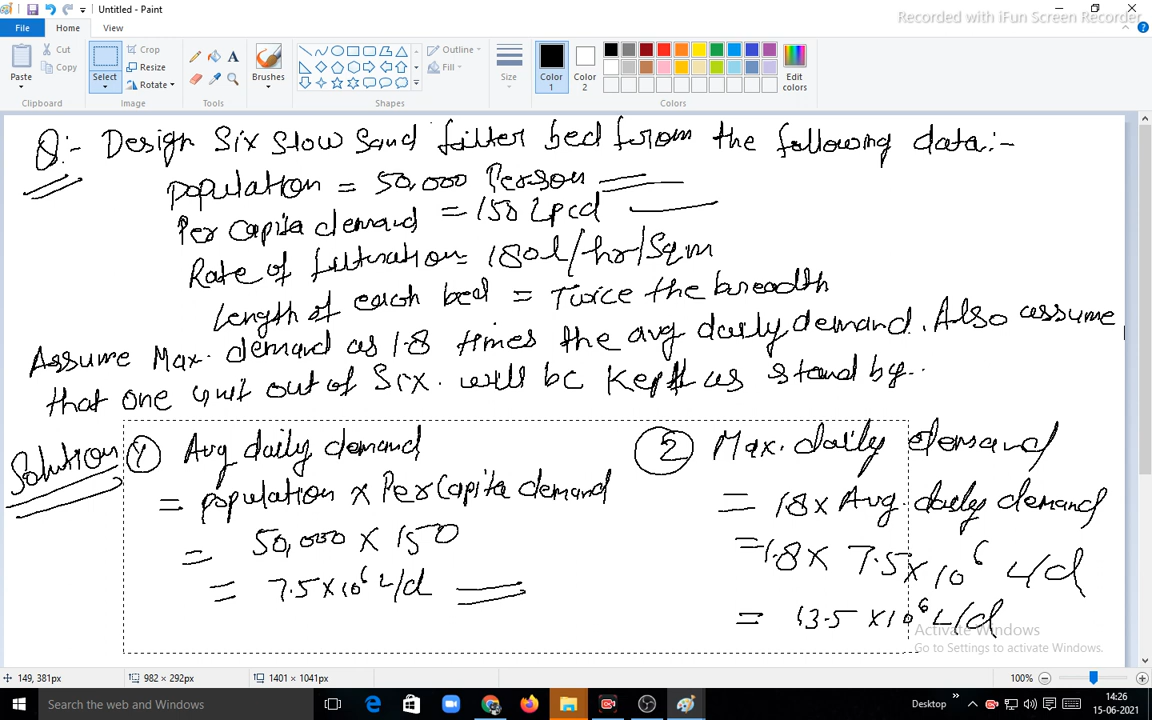 Untitled - Paint
Recorded with iFun Screen Recorder
File Home View
Paste Cut Copy Clipboard
Select Crop Resize Rotate Image
Tools
Brushes
Outline Fill Shapes
Size
Color 1 Color 2 Edit colors Colors
Q:- Design Six Slow Sand filter bed from the following data:-
Population = 50,000 Person
Per Capita demand = 150 Lpcd
Rate of filteration = 180 l/hr/Sqm
Length of each bed = Twice the breadth
Assume Max. demand as 1.8 times the avg daily demand. Also assume,
that one unit out of Six. will be Kept as stand by.
Solution 1 Avg daily demand
= population x Per Capita demand
= 50,000 x 150
= 7.5 x 10⁶ L/d
2 Max. daily demand
= 1.8 x Avg. daily demand
= 1.8 x 7.5 x 10⁶ L/d
= 13.5 x 10⁶ L/d
Activate Windows
Go to Settings to activate Windows.
149, 381px 982 × 292px 1401 × 1041px 100%
Search the web and Windows
Desktop 14:26
15-06-2021